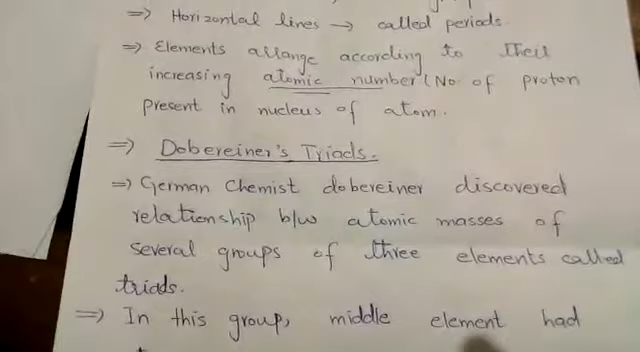 ⇒ Horizontal lines → called periods.
⇒ Elements arrange according to their
increasing atomic number (No of proton
present in nucleus of atom.
⇒ Dobereiner's Triads.
⇒ German Chemist dobereiner discovered
relationship b/w atomic masses of
several groups of three elements called
triads.
⇒ In this group, middle element had